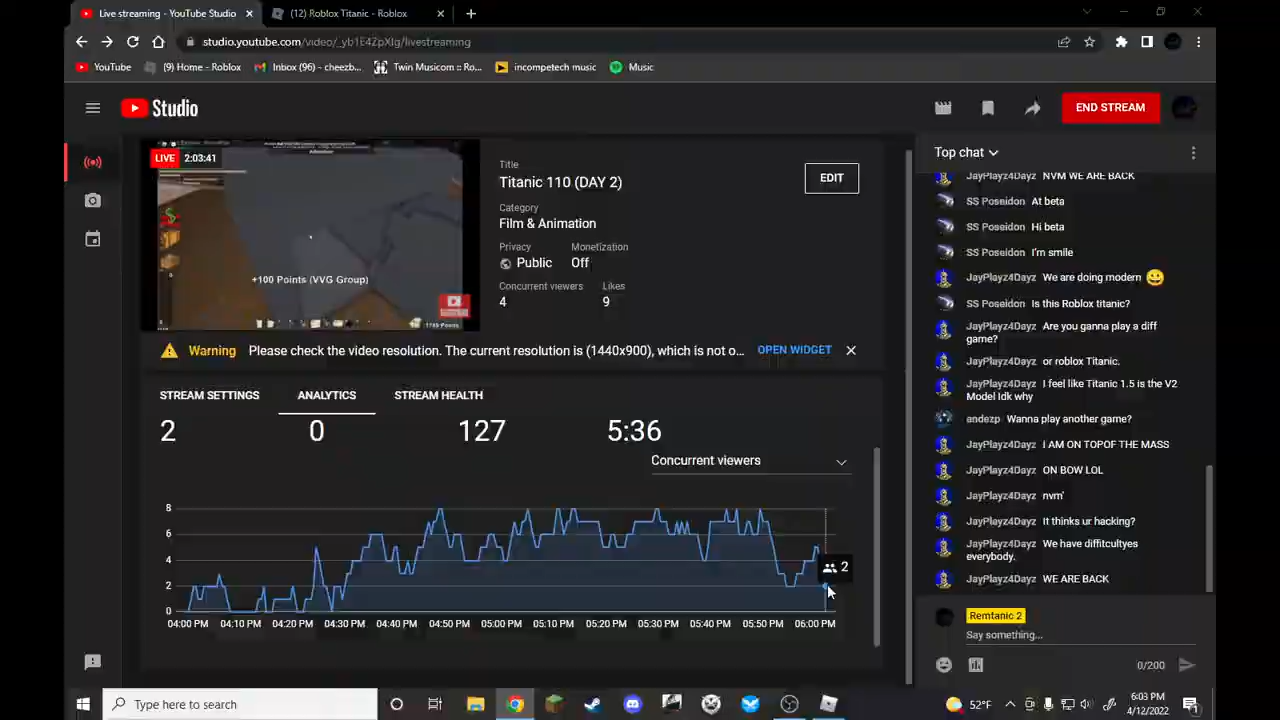 Live streaming - YouTube Studio
(12) Roblox Titanic - Roblox
studio.youtube.com/video/_yb1E4ZpXIg/livestreaming
YouTube
(9) Home - Roblox
Inbox (96) - cheezb...
Twin Musicom :: Ro...
incompetech music
Music
Studio
END STREAM
LIVE 2:03:41
+100 Points (VVG Group)
Title
Titanic 110 (DAY 2)
EDIT
Category
Film & Animation
Privacy
Monetization
Public
Off
Concurrent viewers
Likes
4
9
Warning Please check the video resolution. The current resolution is (1440x900), which is not o...
OPEN WIDGET
STREAM SETTINGS
ANALYTICS
STREAM HEALTH
2
0
127
5:36
Concurrent viewers
8
6
4
2
0
2
04:00 PM 04:10 PM 04:20 PM 04:30 PM 04:40 PM 04:50 PM 05:00 PM 05:10 PM 05:20 PM 05:30 PM 05:40 PM 05:50 PM 06:00 PM
Top chat
JayPlayz4Dayz NVM WE ARE BACK
SS Poseidon At beta
SS Poseidon Hi beta
SS Poseidon I'm smile
JayPlayz4Dayz We are doing modern 😀
SS Poseidon Is this Roblox titanic?
JayPlayz4Dayz Are you ganna play a diff
game?
JayPlayz4Dayz or roblox Titanic.
JayPlayz4Dayz I feel like Titanic 1.5 is the V2
Model Idk why
andezp Wanna play another game?
JayPlayz4Dayz I AM ON TOPOF THE MASS
JayPlayz4Dayz ON BOW LOL
JayPlayz4Dayz nvm'
JayPlayz4Dayz It thinks ur hacking?
JayPlayz4Dayz We have diffitcultyes
everybody.
JayPlayz4Dayz WE ARE BACK
Remtanic 2
Say something...
0/200
Type here to search
52°F
6:03 PM
4/12/2022